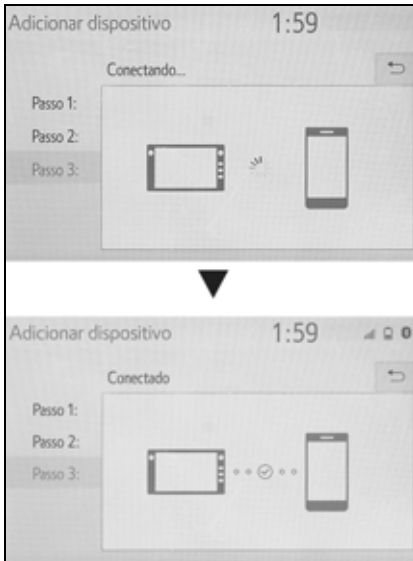 Adicionar dispositivo 1:59
Conectando...
Passo 1:
Passo 2:
Passo 3:
Adicionar dispositivo 1:59
Conectado
Passo 1:
Passo 2:
Passo 3: